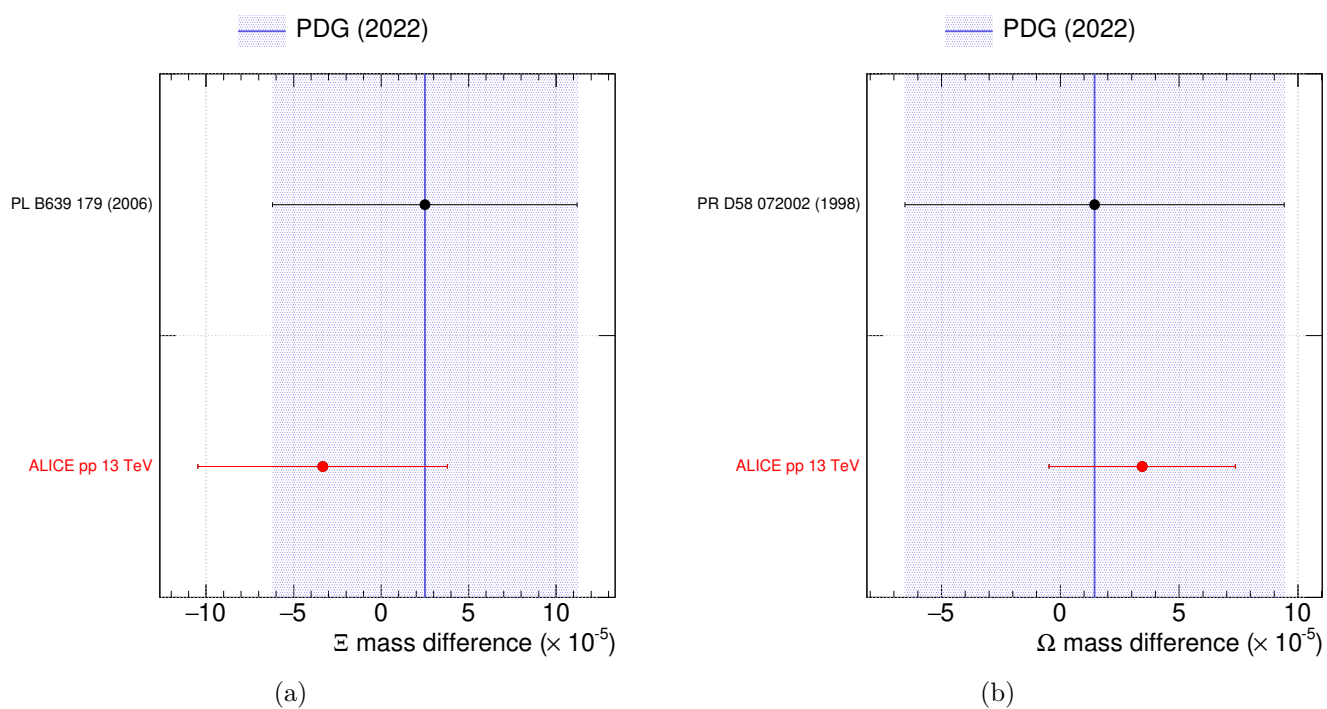 PDG (2022)
PL B639 179 (2006)
ALICE pp 13 TeV
−10 −5 0 5 10
Ξ mass difference (× 10⁻⁵)
(a)
PDG (2022)
PR D58 072002 (1998)
ALICE pp 13 TeV
−5 0 5 10
Ω mass difference (× 10⁻⁵)
(b)